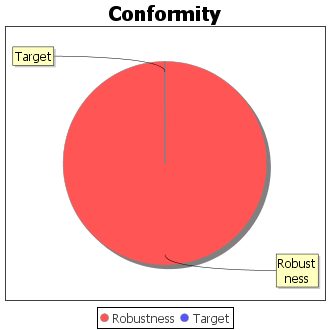 Conformity
Target
Robust
ness
Robustness Target